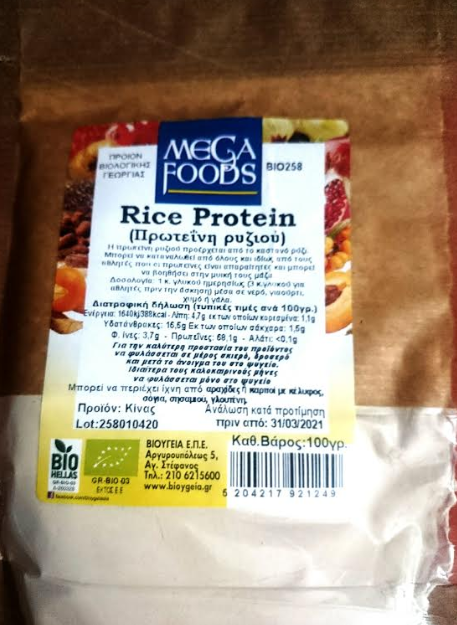 ΠΡΟΙΟΝ
ΒΙΟΛΟΓΙΚΗΣ
ΓΕΩΡΓΙΑΣ
MEGA
FOODS
BIO258
Rice Protein
(Πρωτεΐνη ρυζιού)
Η πρωτεΐνη ρυζιού προέρχεται από το καστανό ρύζι.
Μπορεί να καταναλωθεί από όλους και ιδίως από τους
αθλητές που οι πρωτεΐνες είναι απαραίτητες και μπορεί
να βοηθήσει στην μυική τους μάζα
Δοσολογία: 1 κ. γλυκού ημερησίως (3 κ.γλυκού για
αθλητές πριν την άσκηση) μέσα σε νερό, γιαούρτι,
χυμό ή γάλα.
Διατροφική δήλωση (τυπικές τιμές ανά 100γρ.)
Ενέργεια: 1640kj388kcal - Λίπη: 4,7g εκ των οποίων κορεσμένα: 1,1g
Υδατάνθρακες: 16,5g Εκ των οποίων σάκχαρα: 1,5g
Φ. ίνες: 3,7g - Πρωτεΐνες: 68,1g - Αλάτι: <0.1g
Για την καλύτερη προστασία του προϊόντος
να φυλάσσεται σε μέρος σκιερό, δροσερό
και μετά το άνοιγμα του στο ψυγείο.
Ιδιαίτερα τους καλοκαιρινούς μήνες
να φυλάσσεται μόνο στο ψυγείο
Μπορεί να περιέχει ίχνη από αραχίδες ή καρποί με κέλυφος,
σόγια, σησαμιού, γλουτένη.
Προϊόν: Κίνας
Ανάλωση κατά προτίμηση
Lot:258010420
πριν από: 31/03/2021
BIO
HELLAS
GR-BIO-03
ΕΚΤΟΣ Ε.Ε
ΒΙΟΥΓΕΙΑ Ε.Π.Ε.
Αργυρουπόλεως 5,
Αγ. Στέφανος
Τηλ.: 210 6215600
www.bioygeia.gr
Καθ.Βάρος:100γρ.
5 204217 921249